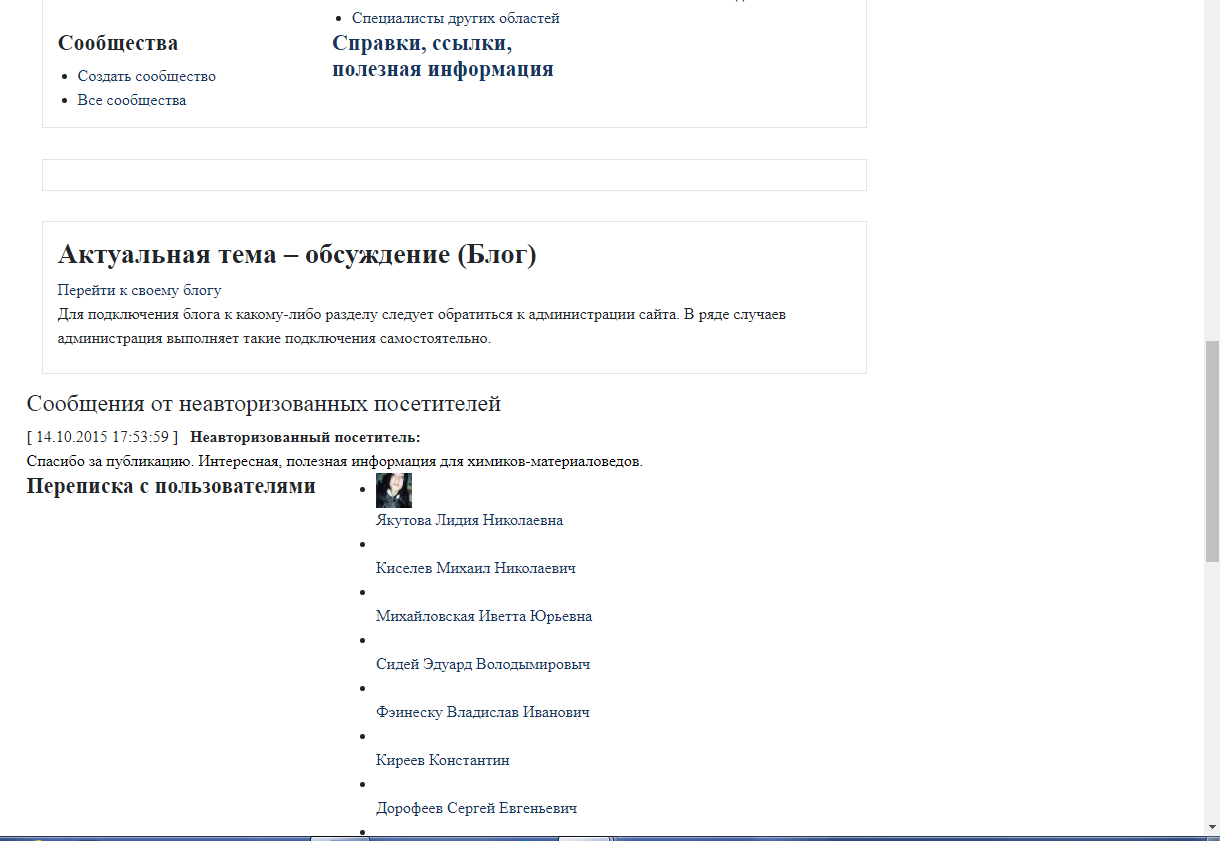 Специалисты других областей
Сообщества
Создать сообщество
Все сообщества
Справки, ссылки,
полезная информация
Актуальная тема – обсуждение (Блог)
Перейти к своему блогу
Для подключения блога к какому-либо разделу следует обратиться к администрации сайта. В ряде случаев
администрация выполняет такие подключения самостоятельно.
Сообщения от неавторизованных посетителей
[ 14.10.2015 17:53:59 ] Неавторизованный посетитель:
Спасибо за публикацию. Интересная, полезная информация для химиков-материаловедов.
Переписка с пользователями
Якутова Лидия Николаевна
Киселев Михаил Николаевич
Михайловская Иветта Юрьевна
Сидей Эдуард Володымировыч
Фэинеску Владислав Иванович
Киреев Константин
Дорофеев Сергей Евгеньевич